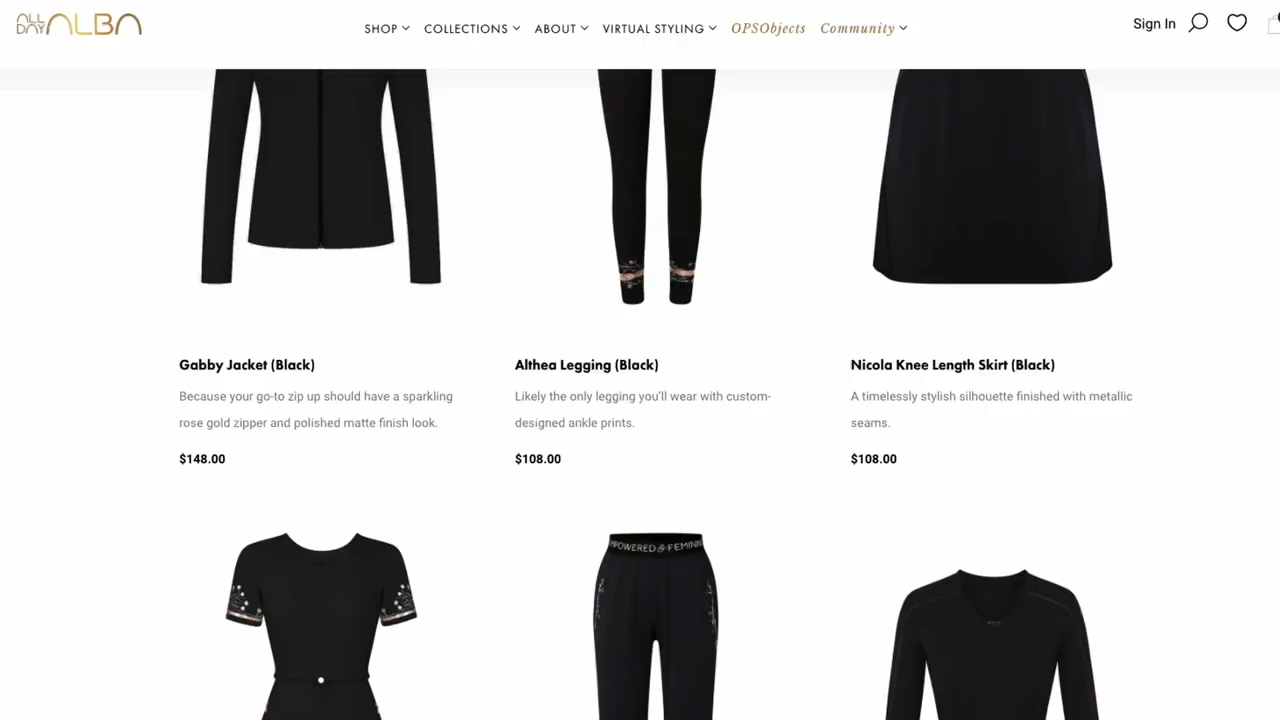 ALL DAY ALBA
SHOP COLLECTIONS ABOUT VIRTUAL STYLING OPSObjects Community Sign In
Gabby Jacket (Black)
Because your go-to zip up should have a sparkling
rose gold zipper and polished matte finish look.
$148.00
Althea Legging (Black)
Likely the only legging you’ll wear with custom-
designed ankle prints.
$108.00
Nicola Knee Length Skirt (Black)
A timelessly stylish silhouette finished with metallic
seams.
$108.00